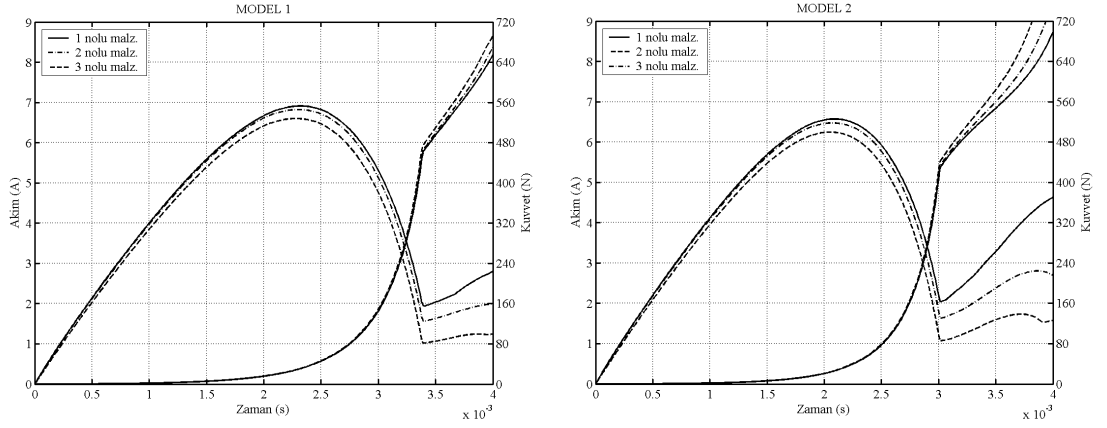 MODEL 1
9
8
7
6
5
4
3
2
1
0
Akim (A)
1 nolu malz.
2 nolu malz.
3 nolu malz.
720
640
560
480
400
320
240
160
80
0
Kuvvet (N)
0 0.5 1 1.5 2 2.5 3 3.5 4
Zaman (s)
x 10⁻³
MODEL 2
9
8
7
6
5
4
3
2
1
0
Akim (A)
1 nolu malz.
2 nolu malz.
3 nolu malz.
720
640
560
480
400
320
240
160
80
0
Kuvvet (N)
0 0.5 1 1.5 2 2.5 3 3.5 4
Zaman (s)
x 10⁻³